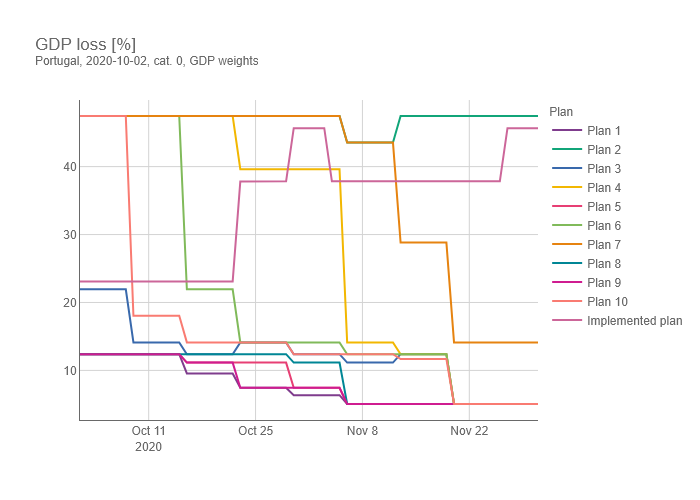 GDP loss [%]
Portugal, 2020-10-02, cat. 0, GDP weights
40
30
20
10
Oct 11
2020
Oct 25
Nov 8
Nov 22
Plan
Plan 1
Plan 2
Plan 3
Plan 4
Plan 5
Plan 6
Plan 7
Plan 8
Plan 9
Plan 10
Implemented plan